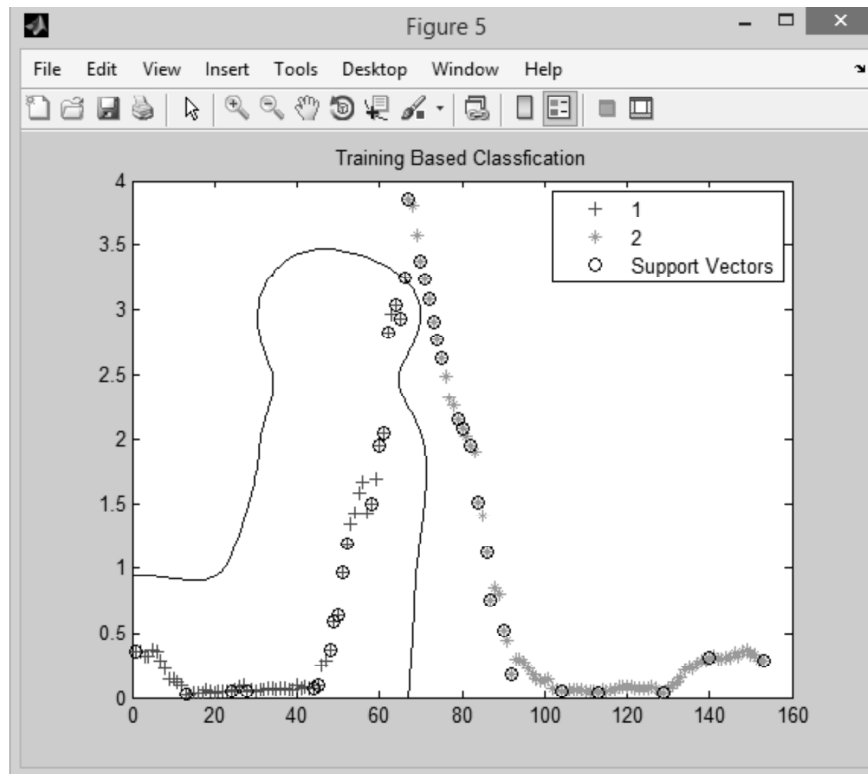 Figure 5
File Edit View Insert Tools Desktop Window Help
Training Based Classfication
4
3.5
3
2.5
2
1.5
1
0.5
0
0 20 40 60 80 100 120 140 160
1
2
Support Vectors